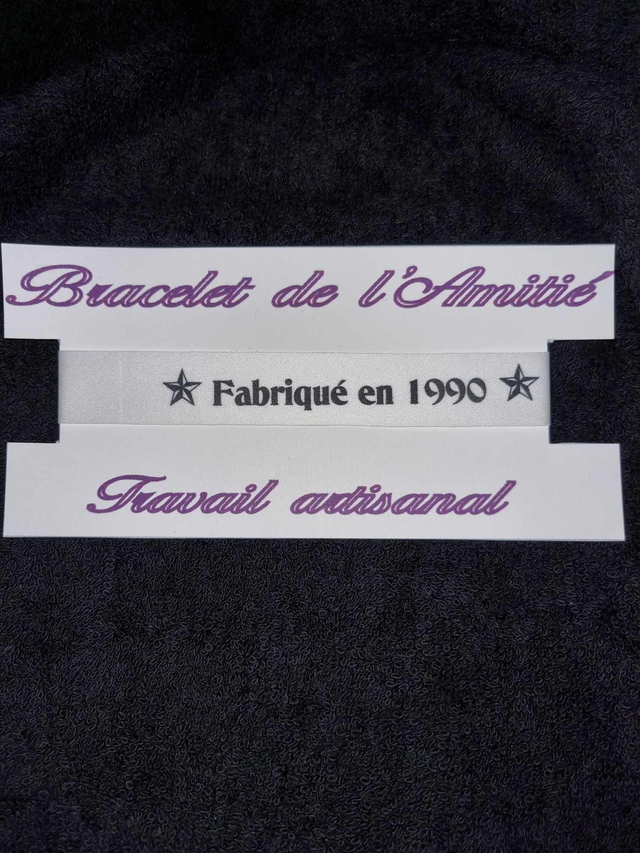 Bracelet de l'Amitié
Fabriqué en 1990
Travail artisanal